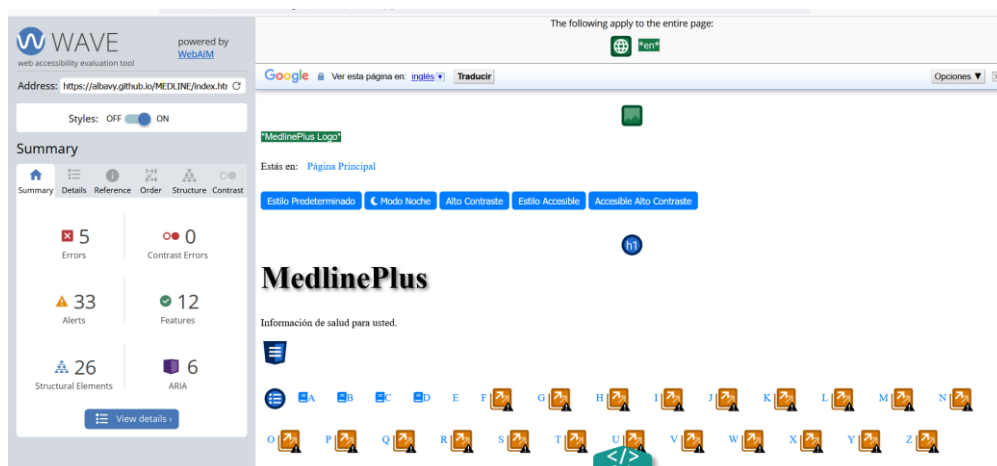 WAVE
web accessibility evaluation tool
powered by
WebAIM
Address: https://albavy.github.io/MEDLINE/index.ht
Styles: OFF ON
Summary
Summary Details Reference Order Structure Contrast
5
Errors
0
Contrast Errors
33
Alerts
12
Features
26
Structural Elements
6
ARIA
View details ›
The following apply to the entire page:
*en*
Google Ver esta página en: inglés ▼ Traducir Opciones ▼
*MedlinePlus Logo*
Estás en: Página Principal
Estilo Predeterminado Modo Noche Alto Contraste Estilo Accesible Accesible Alto Contraste
h1
MedlinePlus
Información de salud para usted.
A B C D E F G H I J K L M N
O P Q R S T U V W X Y Z
</>